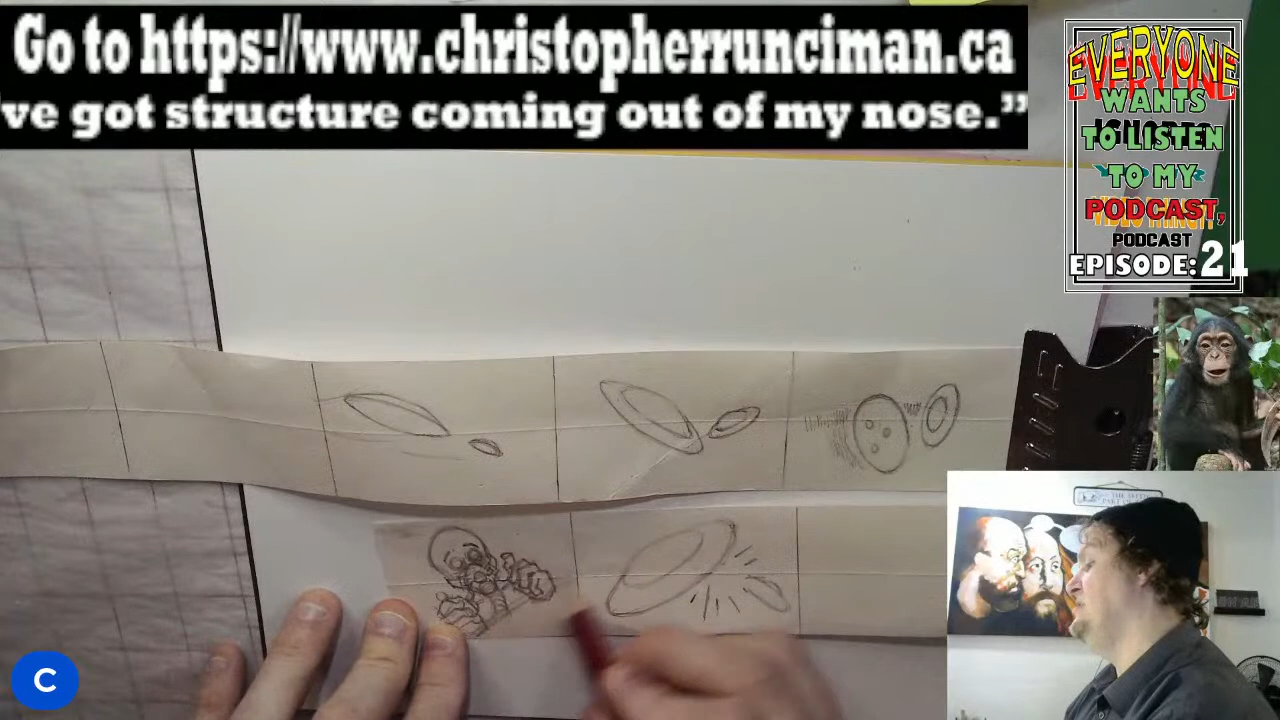 Go to https://www.christopherrunciman.ca
've got structure coming out of my nose.”
EVERYONE
WANTS
TO LISTEN
TO MY
PODCAST,
PODCAST
EPISODE:21
C